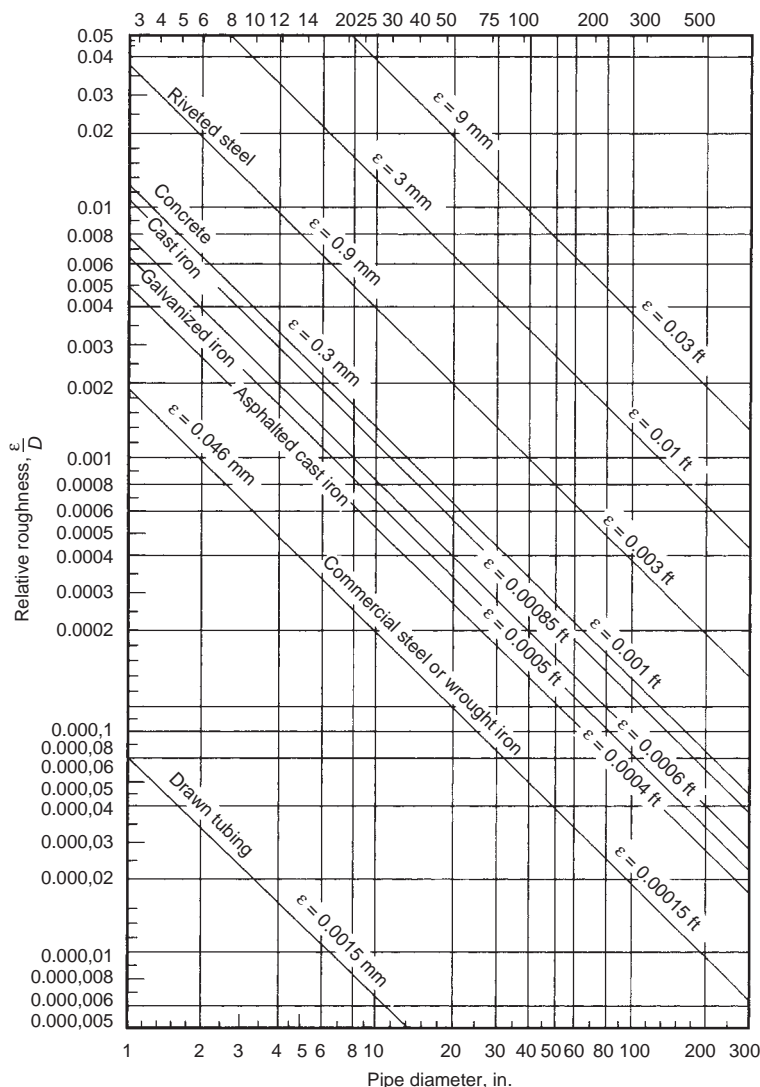 3 4 5 6 8 10 12 14 20 25 30 40 50 75 100 200 300 500
0.05
0.04
0.03
0.02
0.01
0.008
0.006
0.005
0.004
0.003
0.002
0.001
0.0008
0.0006
0.0005
0.0004
0.0003
0.0002
0.000,1
0.000,08
0.000,06
0.000,05
0.000,04
0.000,03
0.000,02
0.000,01
0.000,008
0.000,006
0.000,005
Relative roughness, ε/D
Riveted steel
ε = 0.9 mm
ε = 0.003 ft
ε = 3 mm
ε = 0.01 ft
ε = 9 mm
ε = 0.03 ft
Concrete
ε = 0.3 mm
ε = 0.001 ft
Cast iron
ε = 0.00085 ft
Galvanized iron
ε = 0.0005 ft
ε = 0.0006 ft
Asphalted cast iron
ε = 0.0004 ft
ε = 0.046 mm
Commercial steel or wrought iron
ε = 0.00015 ft
Drawn tubing
ε = 0.0015 mm
1 2 3 4 5 6 8 10 20 30 40 50 60 80 100 200 300
Pipe diameter, in.